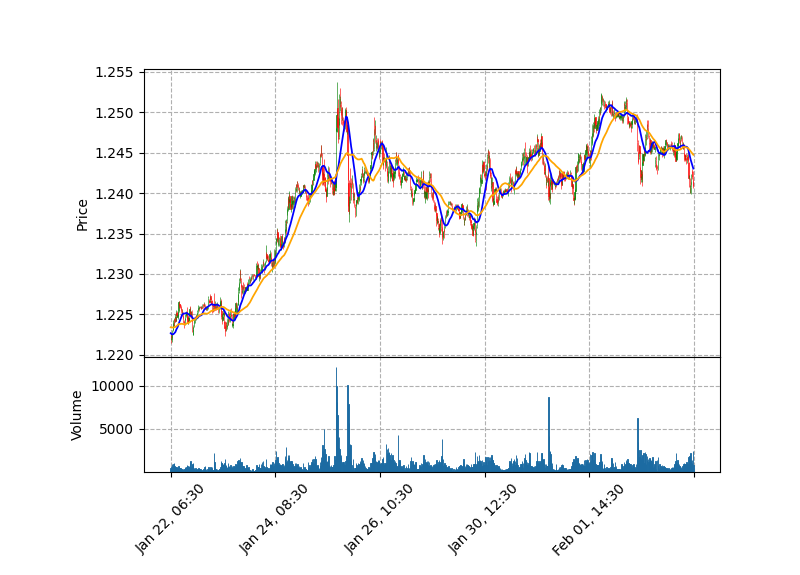 1.255
1.250
1.245
1.240
1.235
1.230
1.225
1.220
Price
10000
5000
Volume
Jan 22, 06:30
Jan 24, 08:30
Jan 26, 10:30
Jan 30, 12:30
Feb 01, 14:30